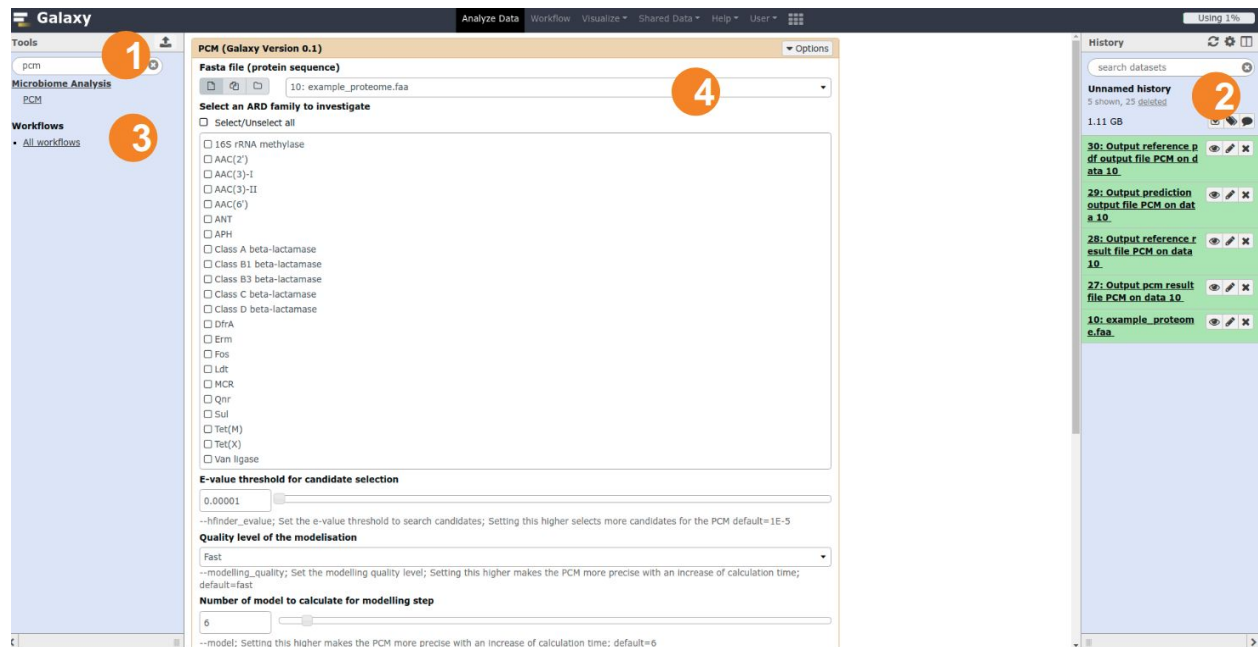 Galaxy
Analyze Data Workflow Visualize Shared Data Help User
Using 1%
Tools
1
pcm
Microbiome Analysis
PCM
Workflows
All workflows
3
PCM (Galaxy Version 0.1)
Options
Fasta file (protein sequence)
10: example_proteome.faa
4
Select an ARD family to investigate
Select/Unselect all
16S rRNA methylase
AAC(2')
AAC(3)-I
AAC(3)-II
AAC(6')
ANT
APH
Class A beta-lactamase
Class B1 beta-lactamase
Class B3 beta-lactamase
Class C beta-lactamase
Class D beta-lactamase
DfrA
Erm
Fos
Ldt
MCR
Qnr
Sul
Tet(M)
Tet(X)
Van ligase
E-value threshold for candidate selection
0.00001
--hfinder_evalue; Set the e-value threshold to search candidates; Setting this higher selects more candidates for the PCM default=1E-5
Quality level of the modelisation
Fast
--modelling_quality; Set the modelling quality level; Setting this higher makes the PCM more precise with an increase of calculation time;
default=fast
Number of model to calculate for modelling step
6
--model; Setting this higher makes the PCM more precise with an increase of calculation time; default=6
History
search datasets
Unnamed history
5 shown, 25 deleted
2
1.11 GB
30: Output reference p
df output file PCM on d
ata 10
29: Output prediction
output file PCM on dat
a 10
28: Output reference r
esult file PCM on data
10
27: Output pcm result
file PCM on data 10
10: example_proteom
e.faa